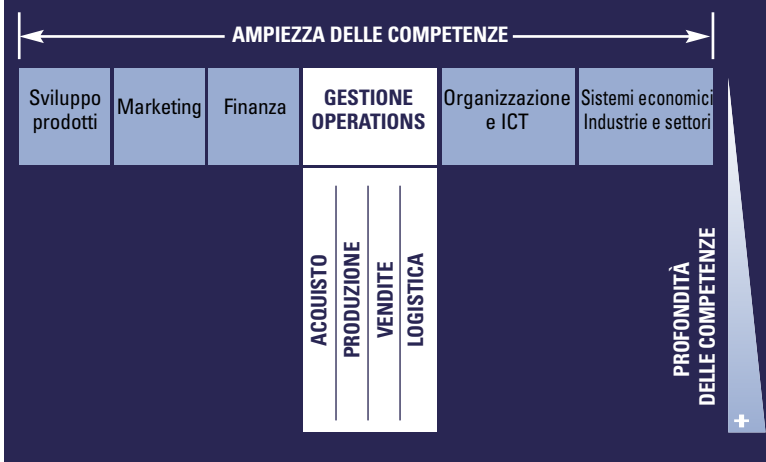 AMPIEZZA DELLE COMPETENZE
Sviluppo
prodotti
Marketing
Finanza
GESTIONE
OPERATIONS
Organizzazione
e ICT
Sistemi economici
Industrie e settori
ACQUISTO
PRODUZIONE
VENDITE
LOGISTICA
PROFONDITÀ
DELLE COMPETENZE
+